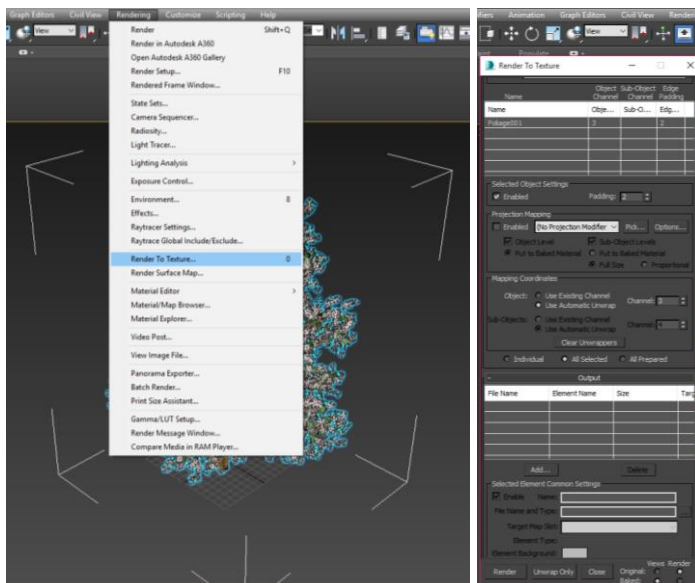 Graph Editors Civil View Rendering Customize Scripting Help
View
Render Shift+Q
Render in Autodesk A360
Open Autodesk A360 Gallery
Render Setup... F10
Rendered Frame Window...
State Sets...
Camera Sequencer...
Radiosity...
Light Tracer...
Lighting Analysis
Exposure Control...
Environment... 8
Effects...
Raytracer Settings...
Raytrace Global Include/Exclude...
Render To Texture... 0
Render Surface Map...
Material Editor
Material/Map Browser...
Material Explorer...
Video Post...
View Image File...
Panorama Exporter...
Batch Render...
Print Size Assistant...
Gamma/LUT Setup...
Render Message Window...
Compare Media in RAM Player...
Animation Graph Editors Civil View
View
Populate
Render To Texture
Object Sub-Object Edge
Name Channel Channel Padding
Name Obje... Sub-O... Edg...
Foliage001 3 2
Selected Object Settings
Enabled Padding: 2
Projection Mapping
Enabled (No Projection Modifier Pick... Options...
Object Level Sub-Object Levels
Put to Baked Material Put to Baked Material
Full Size Proportional
Mapping Coordinates
Object: Use Existing Channel
Use Automatic Unwrap Channel: 3
Sub-Objects: Use Existing Channel
Use Automatic Unwrap Channel: 4
Clear Unwrappers
Individual All Selected All Prepared
Output
File Name Element Name Size Targ
Add... Delete
Selected Element Common Settings
Enable Name:
File Name and Type:
Target Map Slot:
Element Type:
Element Background:
Views Render
Render Unwrap Only Close Original:
Baked: